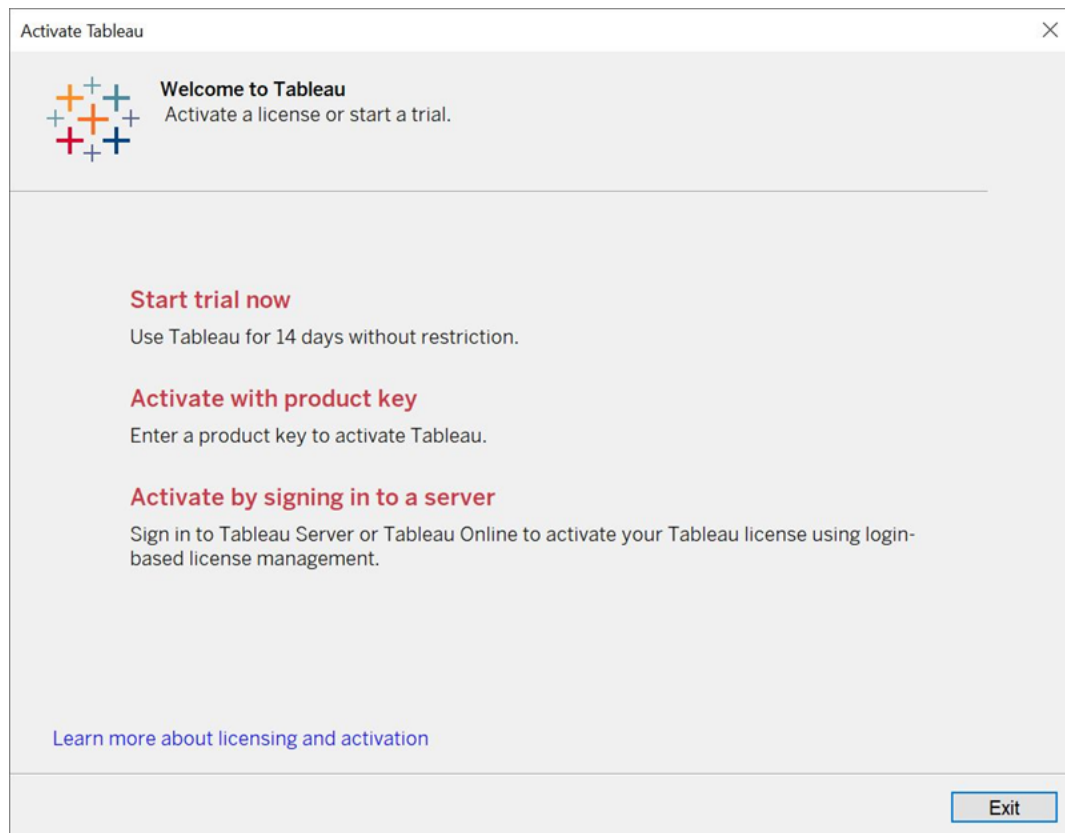 Activate Tableau
Welcome to Tableau
Activate a license or start a trial.
Start trial now
Use Tableau for 14 days without restriction.
Activate with product key
Enter a product key to activate Tableau.
Activate by signing in to a server
Sign in to Tableau Server or Tableau Online to activate your Tableau license using login-
based license management.
Learn more about licensing and activation
Exit